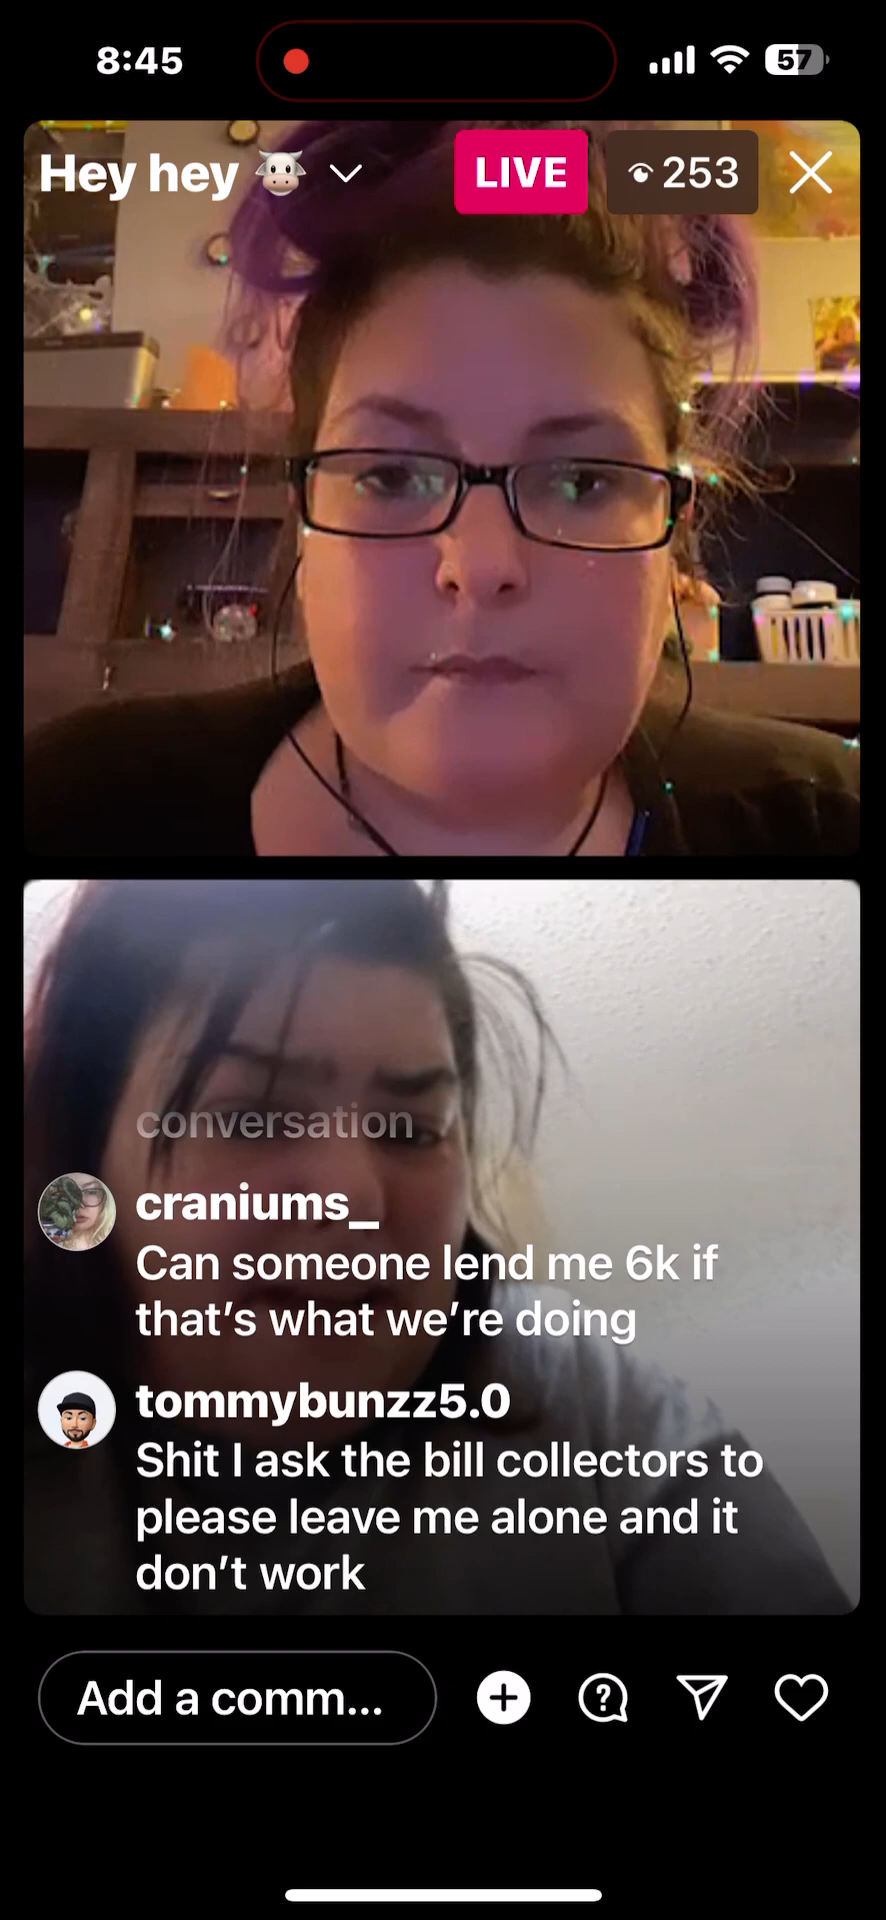 8:45
57
Hey hey 🐮
LIVE
253
conversation
craniums_
Can someone lend me 6k if
that’s what we’re doing
tommybunzz5.0
Shit I ask the bill collectors to
please leave me alone and it
don’t work
Add a comm...